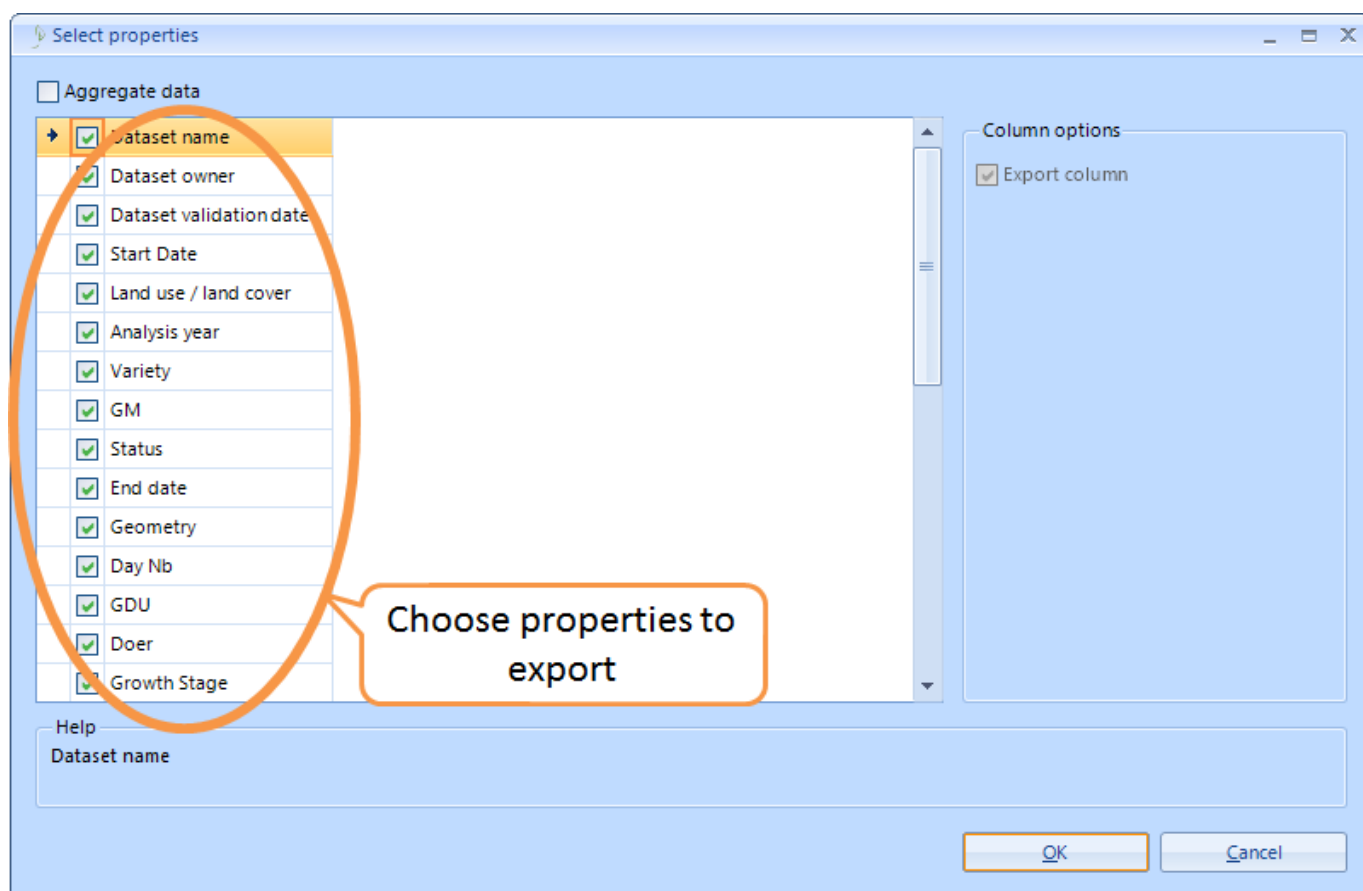 Select properties
Aggregate data
Dataset name
Dataset owner
Dataset validation date
Start Date
Land use / land cover
Analysis year
Variety
GM
Status
End date
Geometry
Day Nb
GDU
Doer
Growth Stage
Choose properties to
export
Column options
Export column
Help
Dataset name
OK
Cancel